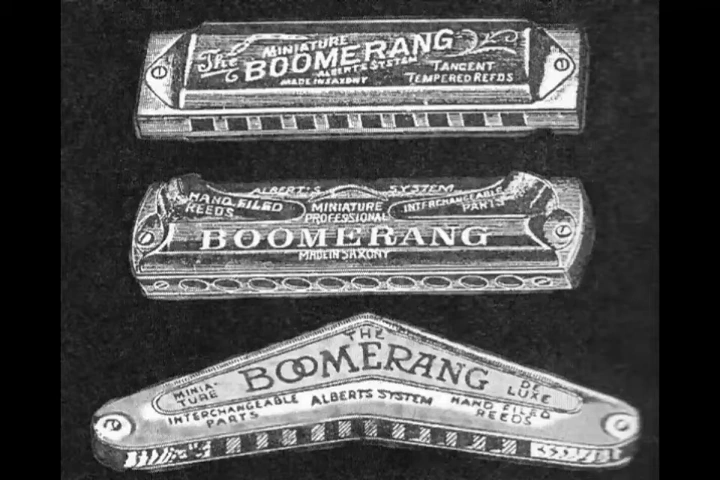 The MINIATURE
BOOMERANG
ALBERTS SYSTEM
MADE IN SAXONY
TANGENT
TEMPERED REEDS
ALBERT'S SYSTEM
HAND FILED
REEDS
MINIATURE
PROFESSIONAL
INTERCHANGEABLE
PARTS
BOOMERANG
MADE IN SAXONY
THE
BOOMERANG
MINIA-
TURE
DE
LUXE
INTERCHANGEABLE
PARTS
ALBERTS SYSTEM
HAND FILED
REEDS